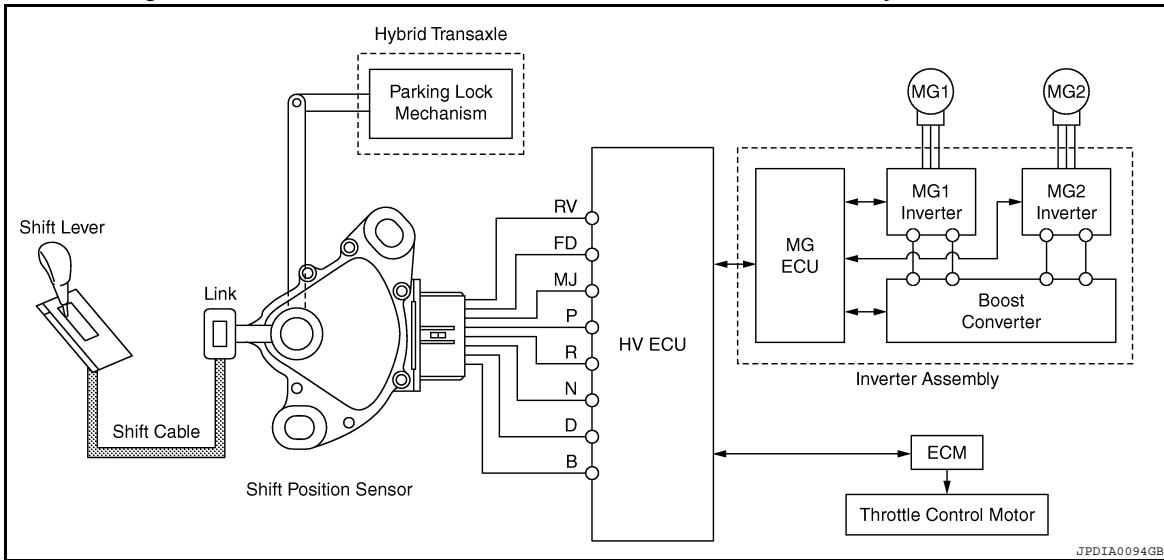 Hybrid Transaxle
Parking Lock
Mechanism
MG1
MG2
Shift Lever
Link
Shift Cable
Shift Position Sensor
RV
FD
MJ
P
R
N
D
B
HV ECU
MG
ECU
MG1
Inverter
MG2
Inverter
Boost
Converter
Inverter Assembly
ECM
Throttle Control Motor
JPDIA0094GB